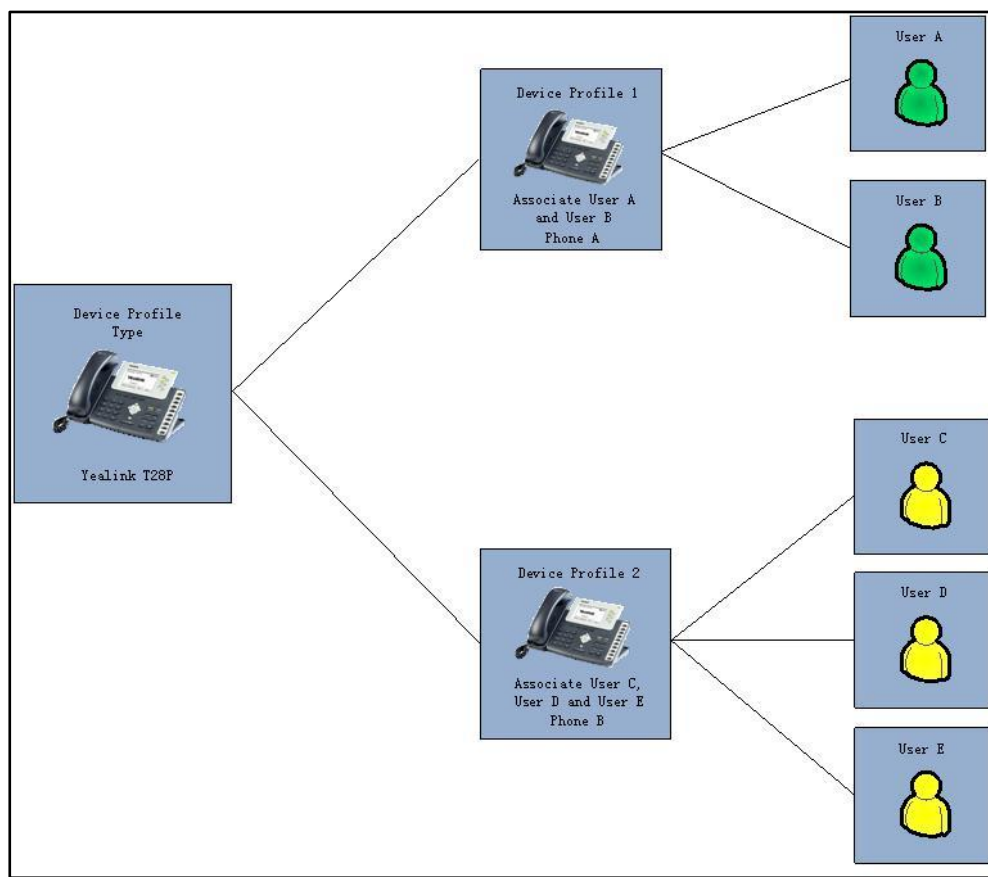 Device Profile
Type
Yealink T28P
Device Profile 1
Associate User A
and User B
Phone A
User A
User B
Device Profile 2
Associate User C,
User D and User E
Phone B
User C
User D
User E